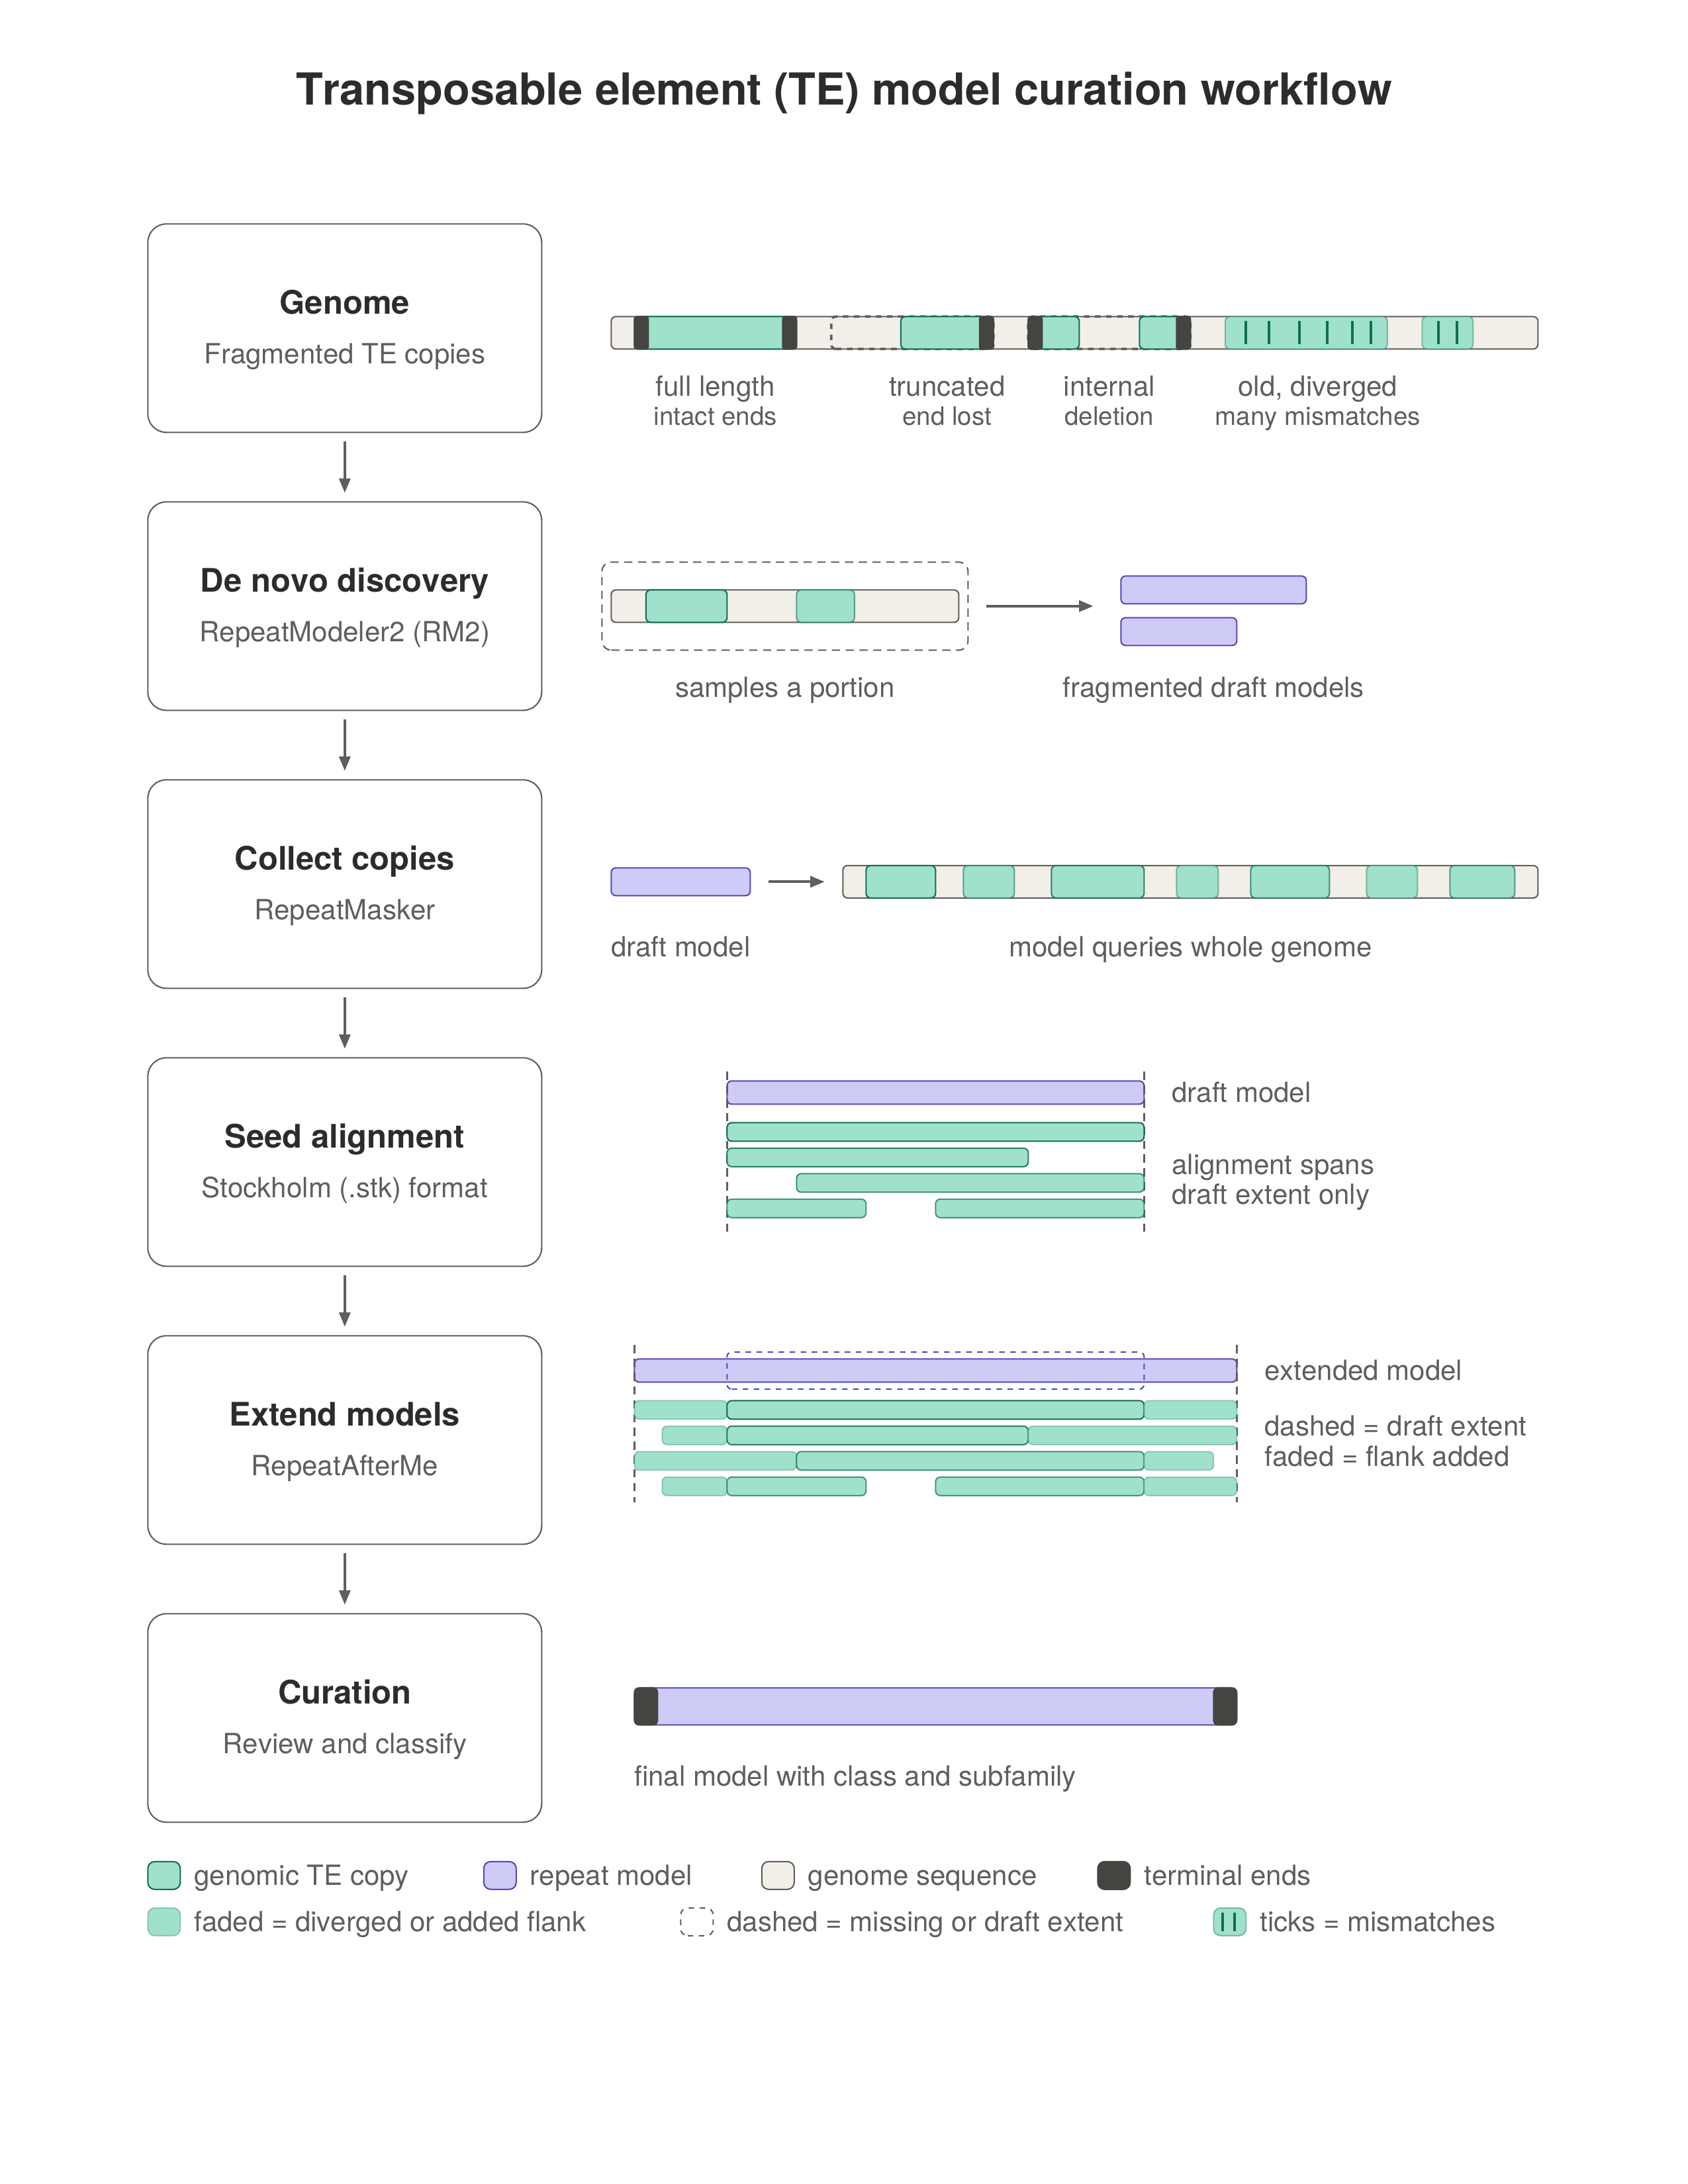 Transposable element (TE) model curation workflow
Genome
Fragmented TE copies
full length
intact ends
truncated
end lost
internal
deletion
old, diverged
many mismatches
De novo discovery
RepeatModeler2 (RM2)
samples a portion
fragmented draft models
Collect copies
RepeatMasker
draft model
model queries whole genome
Seed alignment
Stockholm (.stk) format
draft model
alignment spans
draft extent only
Extend models
RepeatAfterMe
extended model
dashed = draft extent
faded = flank added
Curation
Review and classify
final model with class and subfamily
genomic TE copy
repeat model
genome sequence
terminal ends
faded = diverged or added flank
dashed = missing or draft extent
ticks = mismatches